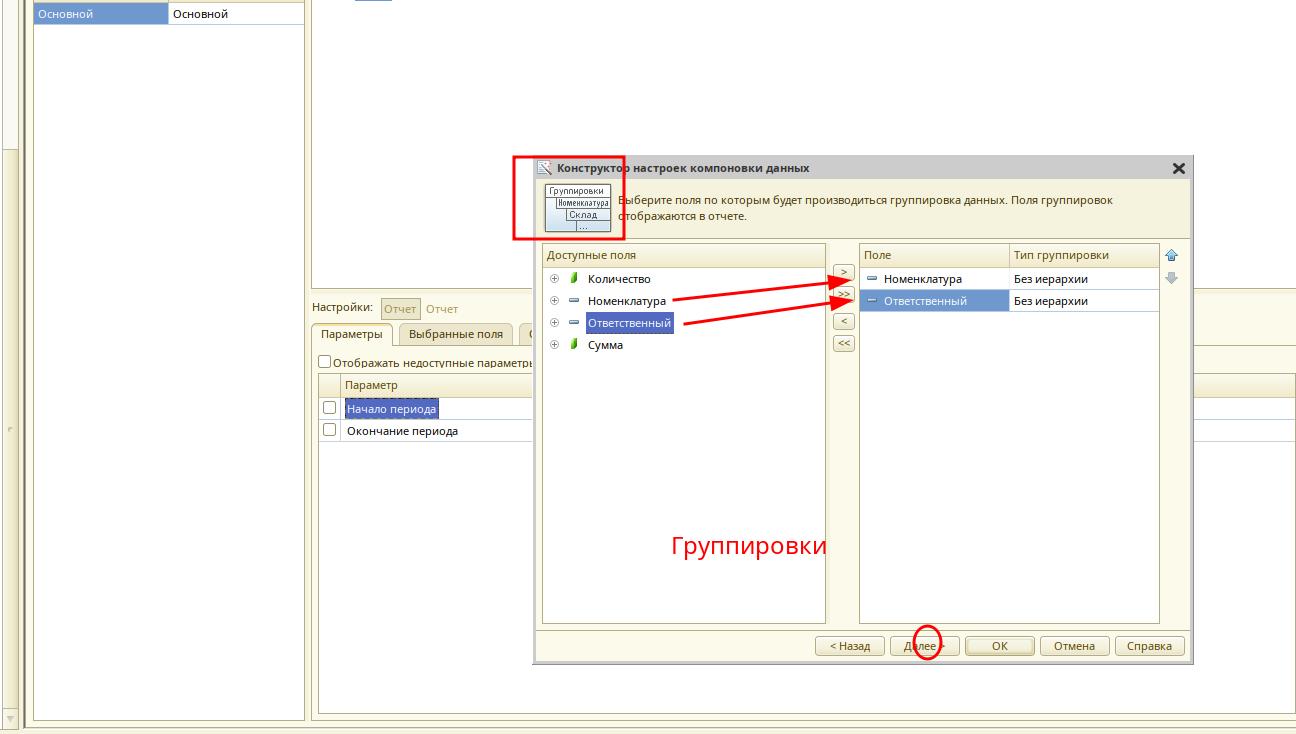 Основной Основной
Конструктор настроек компоновки данных
Группировки
Номенклатура
Склад
...
Выберите поля по которым будет производиться группировка данных. Поля группировок
отображаются в отчете.
Доступные поля
Количество
Номенклатура
Ответственный
Сумма
>
>>
<
<<
Поле Тип группировки
Номенклатура Без иерархии
Ответственный Без иерархии
Настройки: Отчет Отчет
Параметры Выбранные поля
Отображать недоступные параметры
Параметр
Начало периода
Окончание периода
Группировки
< Назад Далее > ОК Отмена Справка